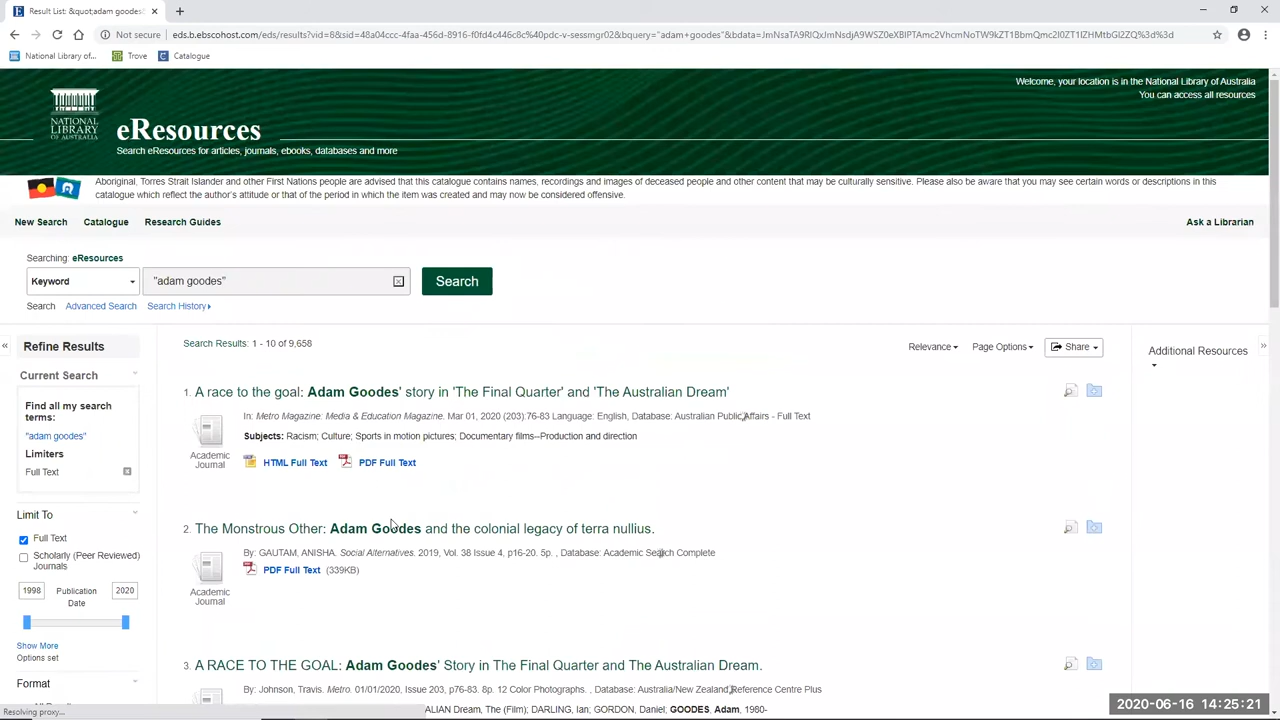 Result List: &quot;adam goodes&
Not secure
eds.b.ebscohost.com/eds/results?vid=8&sid=48a04ccc-4faa-456d-8916-f0fd4c446c8c%40pdc-v-sessmgr02&bquery="adam+goodes"
National Library of...
Trove
Catalogue
Welcome, your location is in the National Library of Australia
You can access all resources
NATIONAL
LIBRARY
OF AUSTRALIA
eResources
Search eResources for articles, journals, ebooks, databases and more
Aboriginal, Torres Strait Islander and other First Nations people are advised that this catalogue contains names, recordings and images of deceased people and other content that may be culturally sensitive. Please also be aware that you may see certain words or descriptions in this
catalogue which reflect the author's attitude or that of the period in which the item was created and may now be considered offensive.
New Search
Catalogue
Research Guides
Ask a Librarian
Searching: eResources
Keyword
"adam goodes"
Search
Search
Advanced Search
Search History
Refine Results
Current Search
Find all my search
terms:
"adam goodes"
Limiters
Full Text
Limit To
Full Text
Scholarly (Peer Reviewed)
Journals
1998
Publication
Date
2020
Show More
Options set
Format
Search Results: 1 - 10 of 9,658
Relevance
Page Options
Share
Additional Resources
1. A race to the goal: Adam Goodes' story in 'The Final Quarter' and 'The Australian Dream'
In: Metro Magazine: Media & Education Magazine. Mar 01, 2020 (203):76-83 Language: English, Database: Australian Public Affairs - Full Text
Subjects: Racism; Culture; Sports in motion pictures; Documentary films--Production and direction
Academic
Journal
HTML Full Text
PDF Full Text
2. The Monstrous Other: Adam Goodes and the colonial legacy of terra nullius.
By: GAUTAM, ANISHA. Social Alternatives. 2019, Vol. 38 Issue 4, p16-20. 5p. , Database: Academic Search Complete
PDF Full Text (339KB)
Academic
Journal
3. A RACE TO THE GOAL: Adam Goodes' Story in The Final Quarter and The Australian Dream.
By: Johnson, Travis. Metro. 01/01/2020, Issue 203, p76-83. 8p. 12 Color Photographs. , Database: Australia/New Zealand Reference Centre Plus
ALIAN DREAM, The (Film); DARLING, Ian; GORDON, Daniel; GOODES, Adam, 1980-
Resolving proxy...
2020-06-16 14:25:21